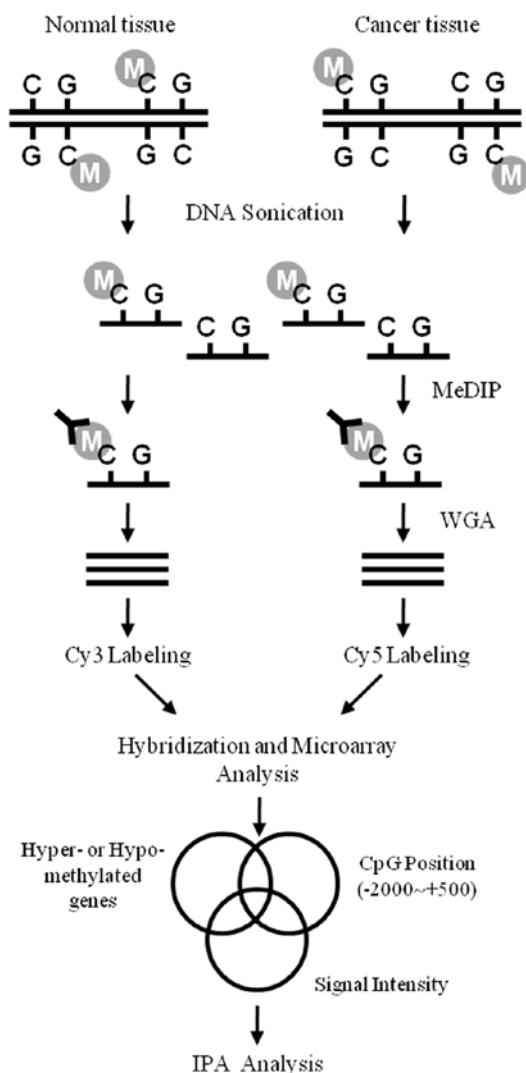 Normal tissue
Cancer tissue
M
M
C G C G
C G C G
G C G C
G C G C
M
M
DNA Sonication
M
M
C G
C G
C G
C G
MeDIP
M
M
C G
C G
WGA
Cy3 Labeling
Cy5 Labeling
Hybridization and Microarray
Analysis
Hyper- or Hypo-
methylated
genes
CpG Position
(-2000~+500)
Signal Intensity
IPA Analysis